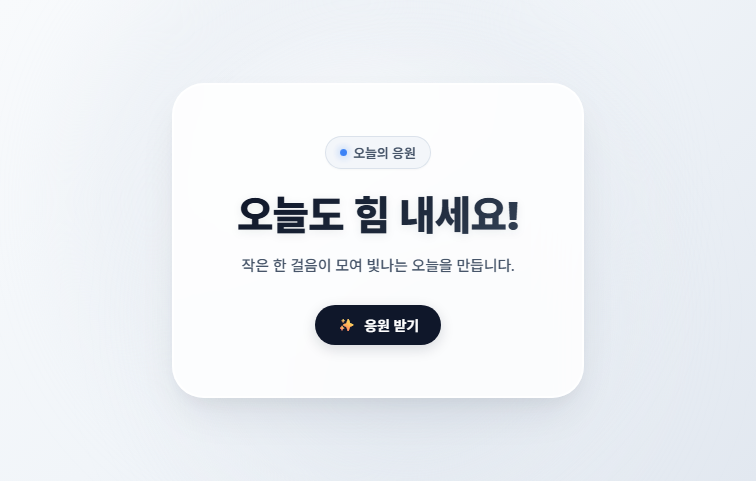 오늘의 응원
오늘도 힘 내세요!
작은 한 걸음이 모여 빛나는 오늘을 만듭니다.
✨ 응원 받기